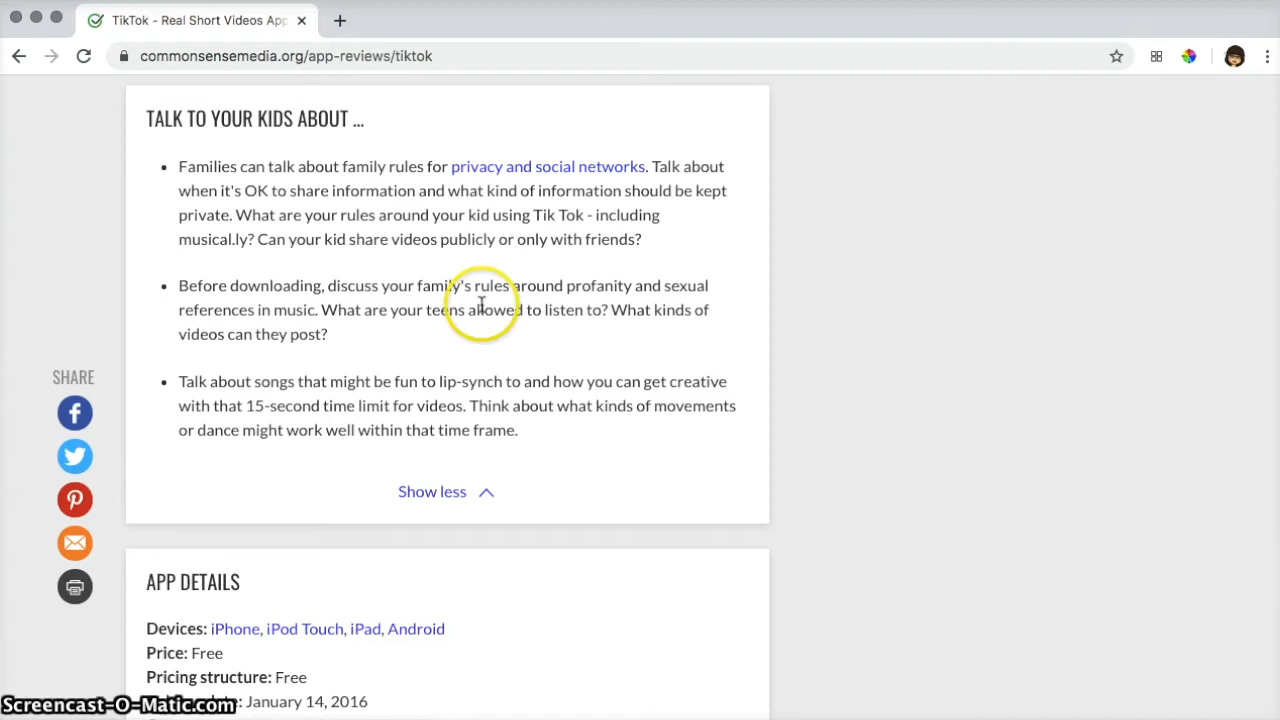 TikTok - Real Short Videos App
commonsensemedia.org/app-reviews/tiktok
TALK TO YOUR KIDS ABOUT ...
Families can talk about family rules for privacy and social networks. Talk about
when it's OK to share information and what kind of information should be kept
private. What are your rules around your kid using Tik Tok - including
musical.ly? Can your kid share videos publicly or only with friends?
Before downloading, discuss your family's rules around profanity and sexual
references in music. What are your teens allowed to listen to? What kinds of
videos can they post?
Talk about songs that might be fun to lip-synch to and how you can get creative
with that 15-second time limit for videos. Think about what kinds of movements
or dance might work well within that time frame.
Show less
SHARE
APP DETAILS
Devices: iPhone, iPod Touch, iPad, Android
Price: Free
Pricing structure: Free
January 14, 2016
Screencast-O-Matic.com